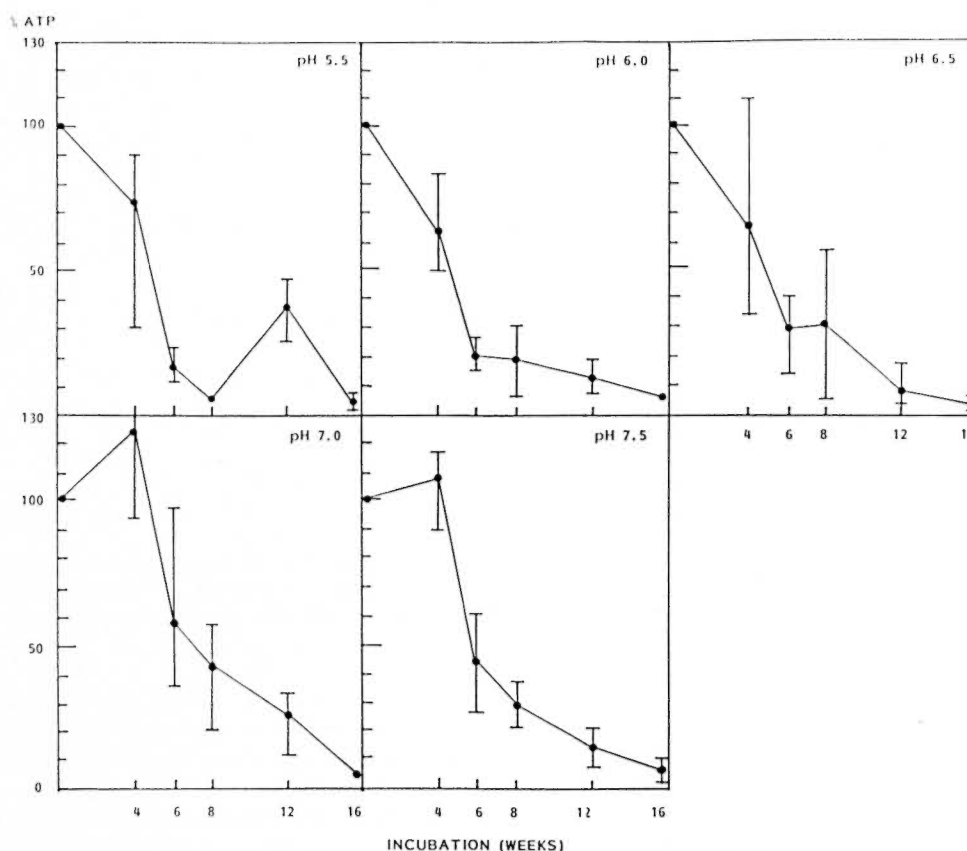 % ATP
130
pH 5.5
pH 6.0
pH 6.5
100
50
4 6 8 12 1
130
pH 7.0
pH 7.5
100
50
0
4 6 8 12 16 4 6 8 12 16
INCUBATION (WEEKS)